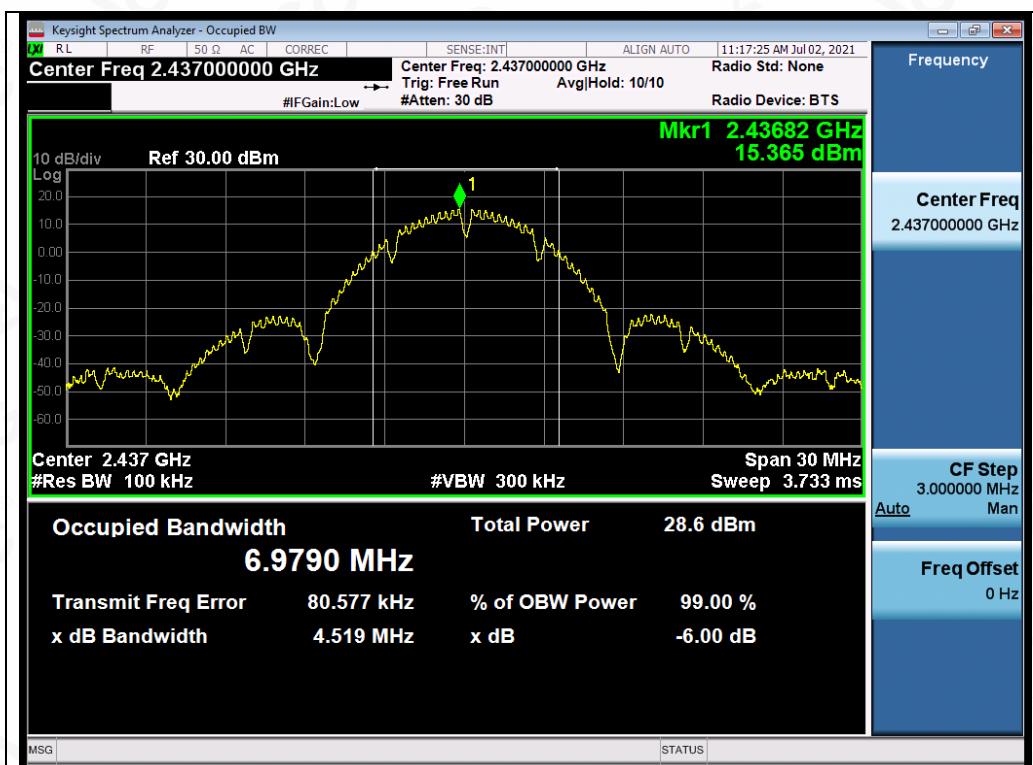 Keysight Spectrum Analyzer - Occupied BW
LXI RL RF 50 Ω AC CORREC SENSE:INT ALIGN AUTO 11:17:25 AM Jul 02, 2021
Center Freq 2.437000000 GHz
Center Freq: 2.437000000 GHz
Radio Std: None
Trig: Free Run Avg|Hold: 10/10
#IFGain:Low
#Atten: 30 dB
Radio Device: BTS
Frequency
Mkr1 2.43682 GHz
15.365 dBm
10 dB/div Ref 30.00 dBm
Log
1
20.0
10.0
0.00
-10.0
-20.0
-30.0
-40.0
-50.0
-60.0
Center 2.437 GHz
Span 30 MHz
#Res BW 100 kHz
#VBW 300 kHz
Sweep 3.733 ms
Center Freq
2.437000000 GHz
CF Step
3.000000 MHz
Auto Man
Freq Offset
0 Hz
Occupied Bandwidth
Total Power 28.6 dBm
6.9790 MHz
Transmit Freq Error 80.577 kHz
% of OBW Power 99.00 %
x dB Bandwidth 4.519 MHz
x dB -6.00 dB
MSG
STATUS